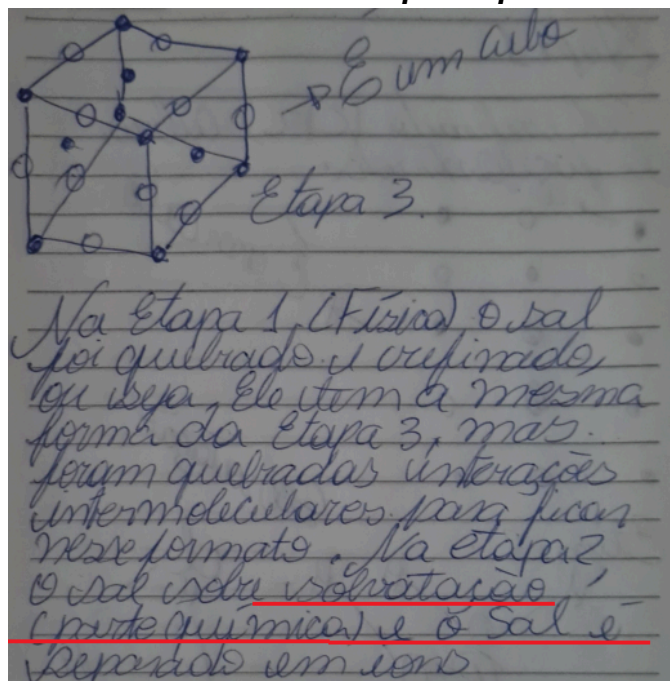 → É um cubo
Etapa 3.
Na Etapa 1, (Física) o sal
foi quebrado e refinado,
ou seja, Ele tem a mesma
forma da Etapa 3, mas
foram quebradas interações
intermoleculares para ficar
nesse formato. Na etapa 2
o sal sofre solvatação,
(parte química) e o Sal é
separado em íons